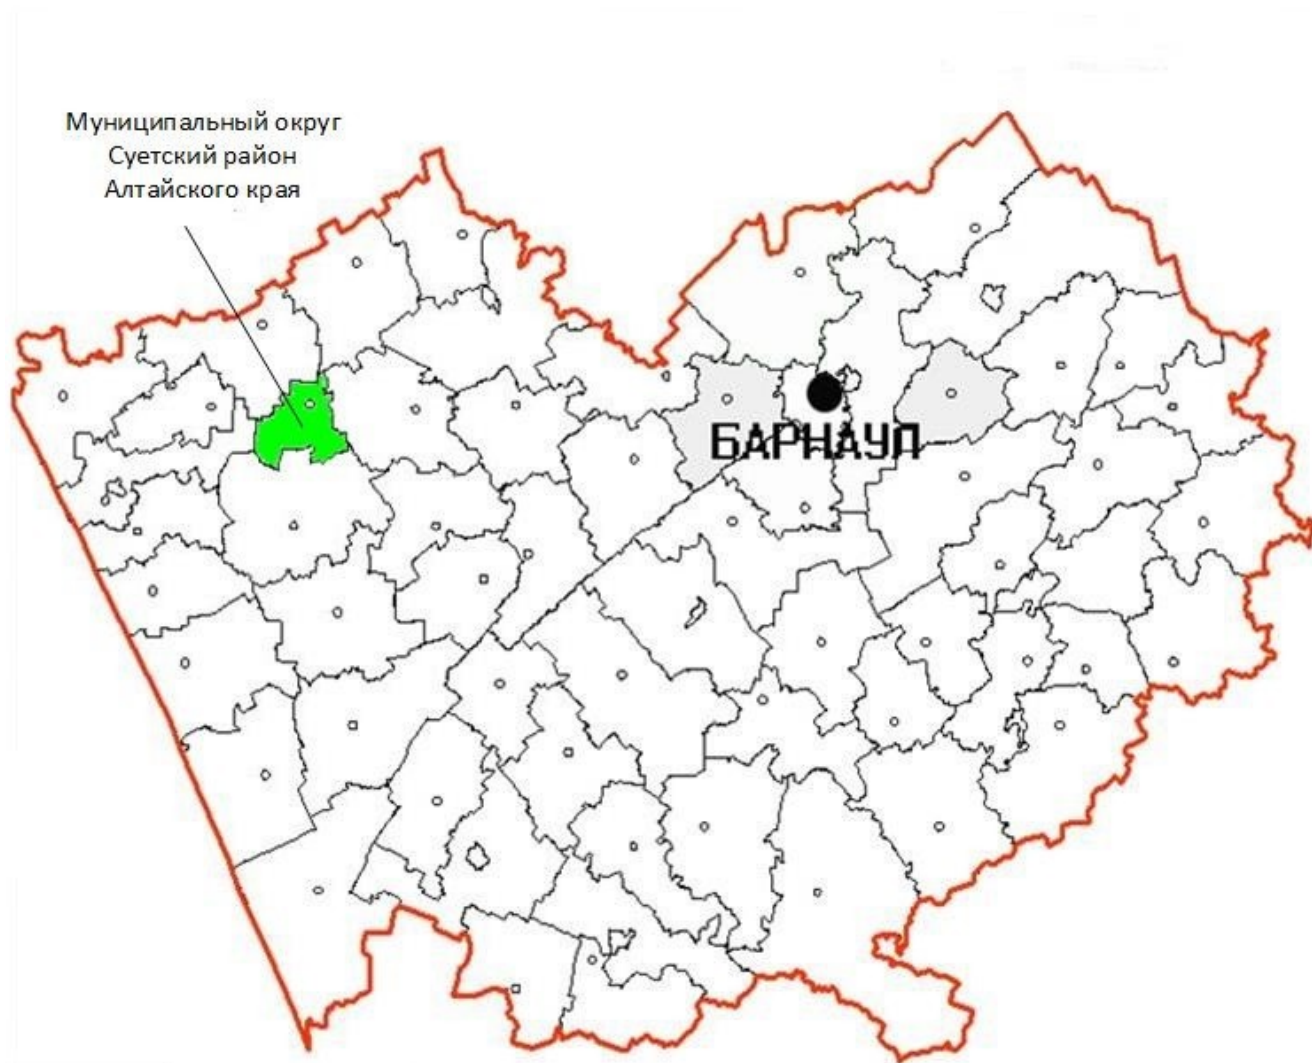 Муниципальный округ
Суетский район
Алтайского края
БАРНАУЛ